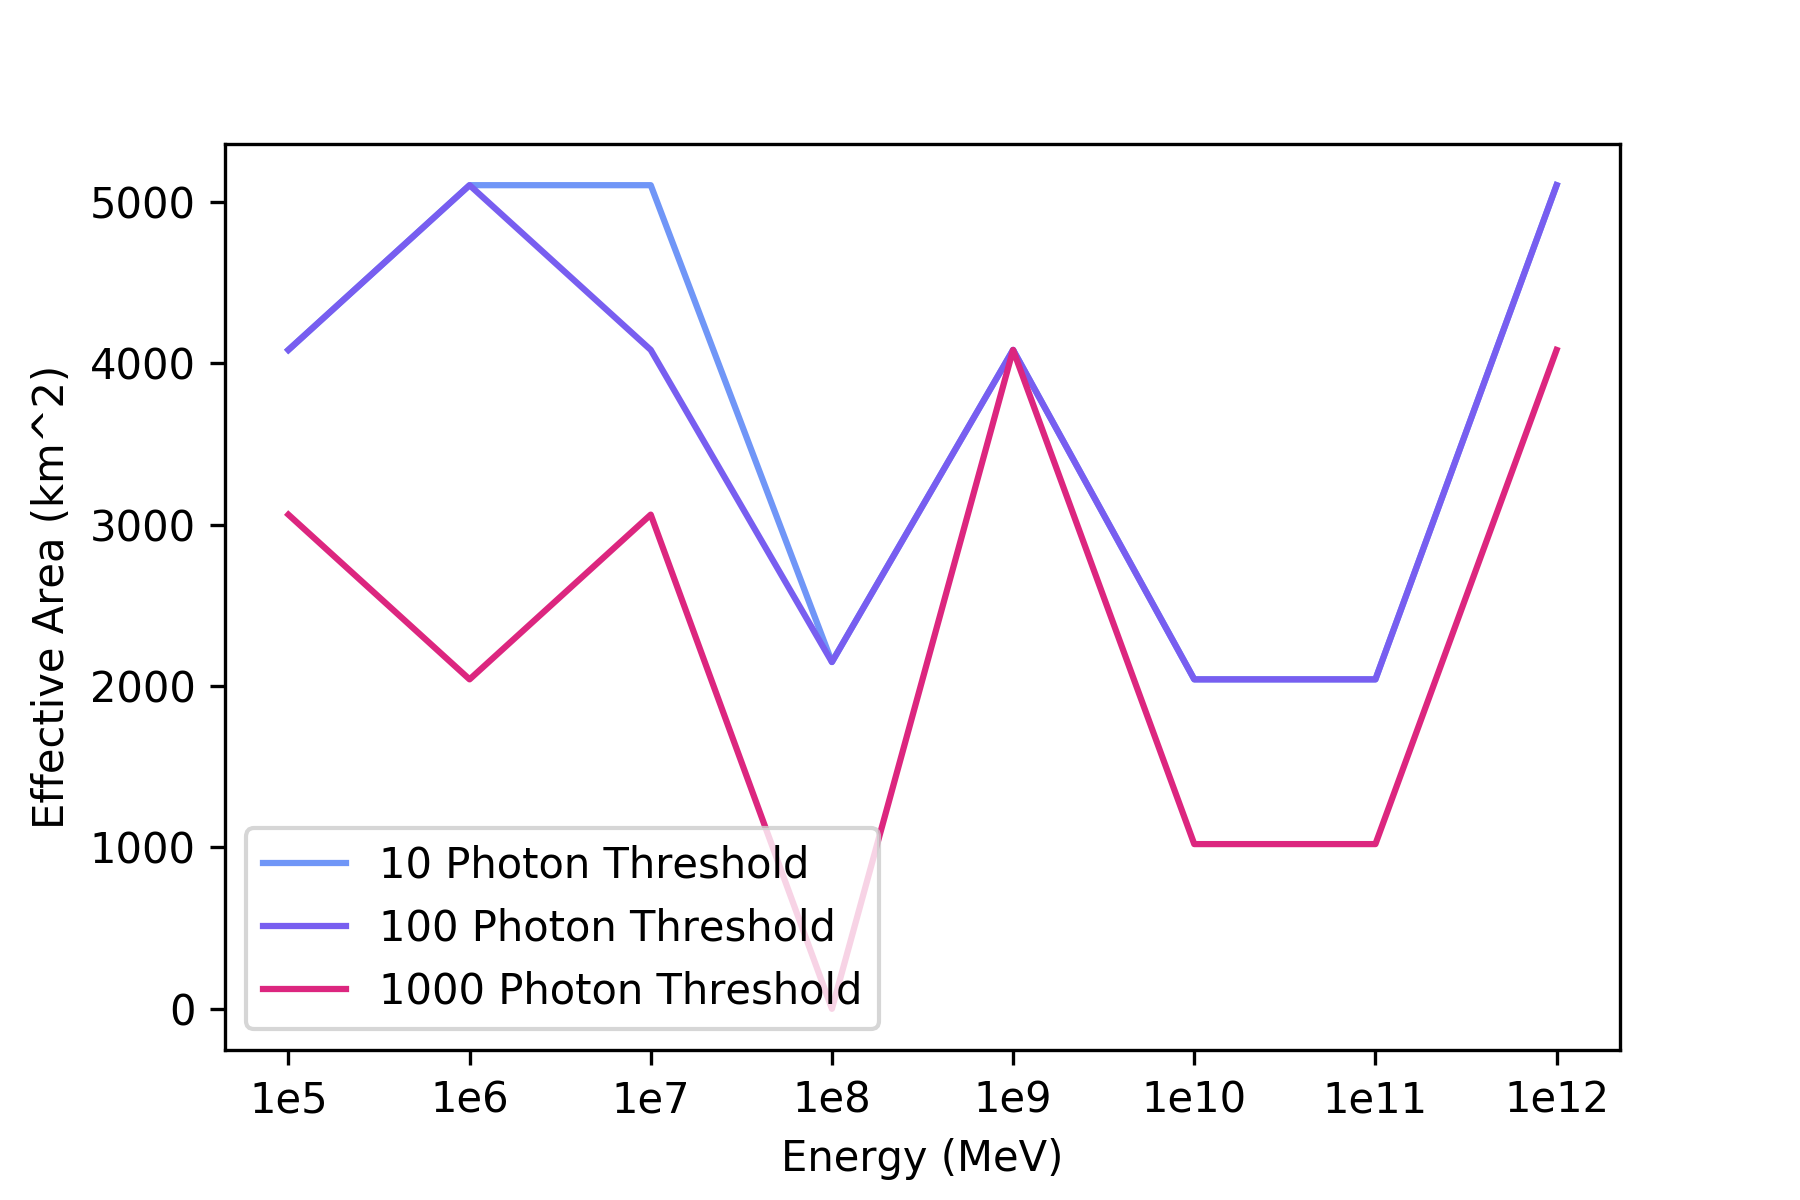 Effective Area (km^2)
5000
4000
3000
2000
1000
0
10 Photon Threshold
100 Photon Threshold
1000 Photon Threshold
1e5 1e6 1e7 1e8 1e9 1e10 1e11 1e12
Energy (MeV)